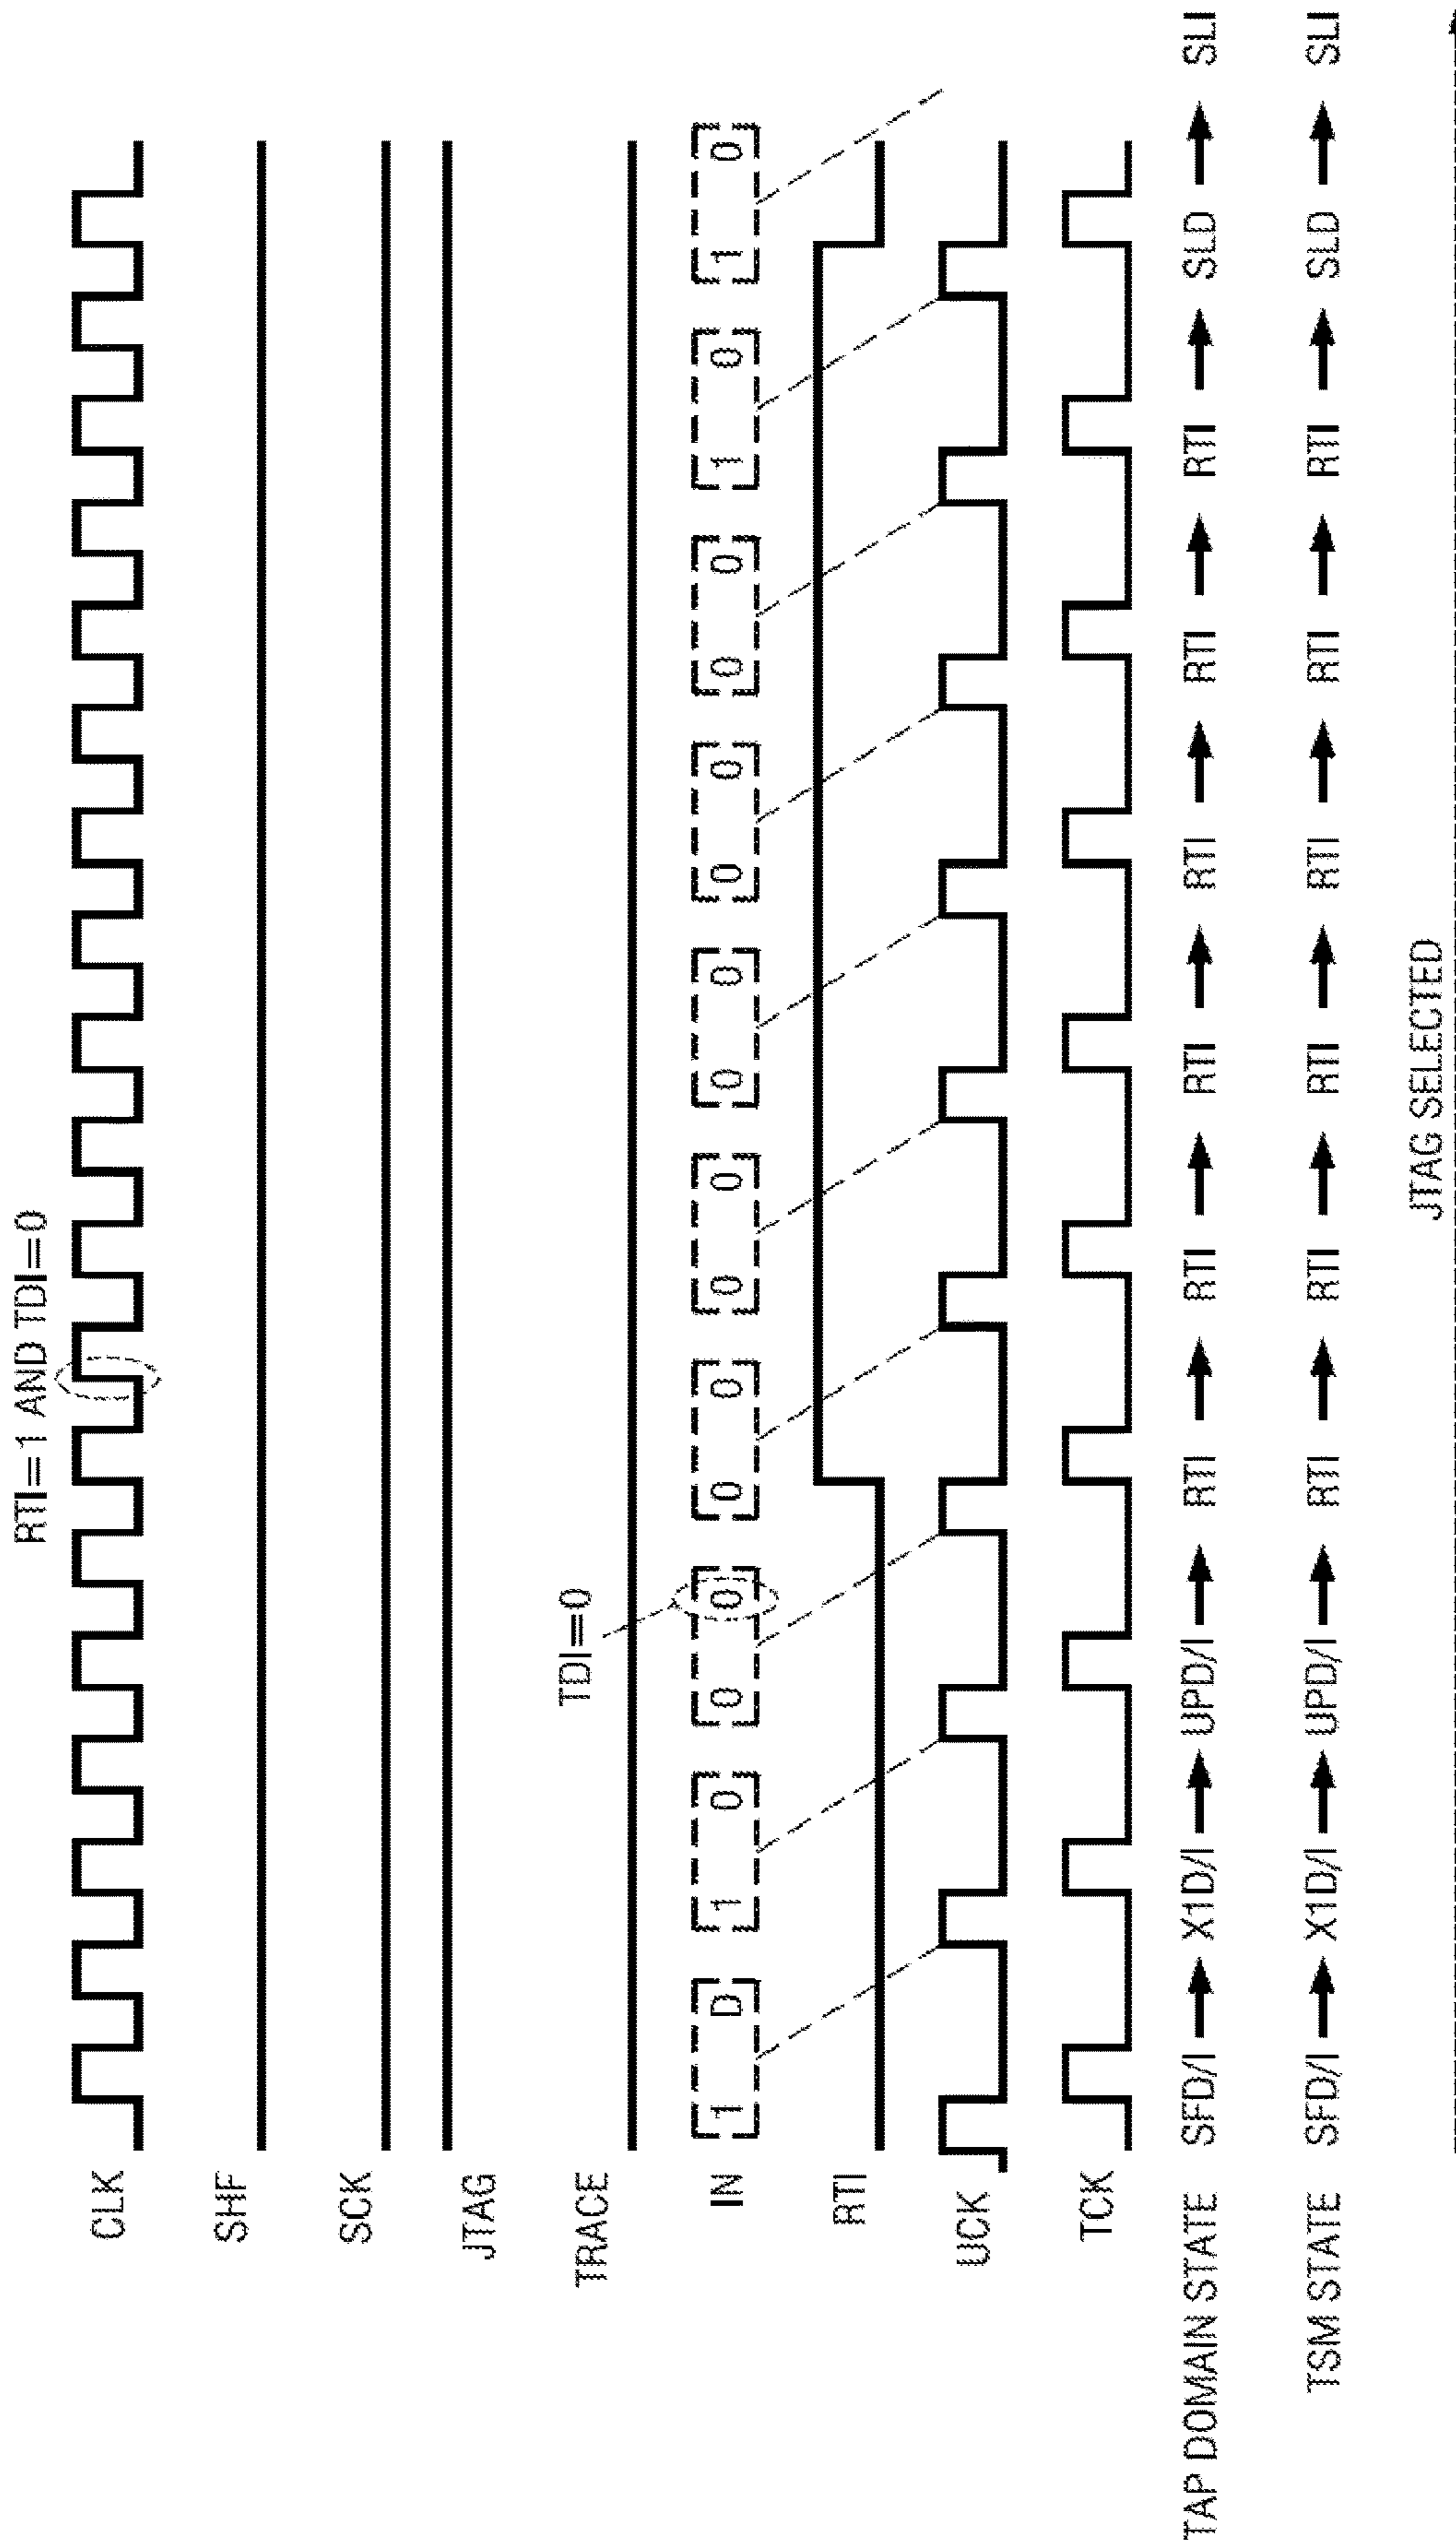 RTI=1 AND TDI=0
CLK
SHF
SCK
JTAG
TRACE
TDI=0
IN 1 D 1 0 0 0 0 0 0 0 0 0 0 0 0 0 1 0 1 0
RTI
UCK
TCK
TAP DOMAIN STATE SFD/I X1D/I UPD/I RTI RTI RTI RTI RTI RTI SLD SLI
TSM STATE SFD/I X1D/I UPD/I RTI RTI RTI RTI RTI RTI SLD SLI
JTAG SELECTED